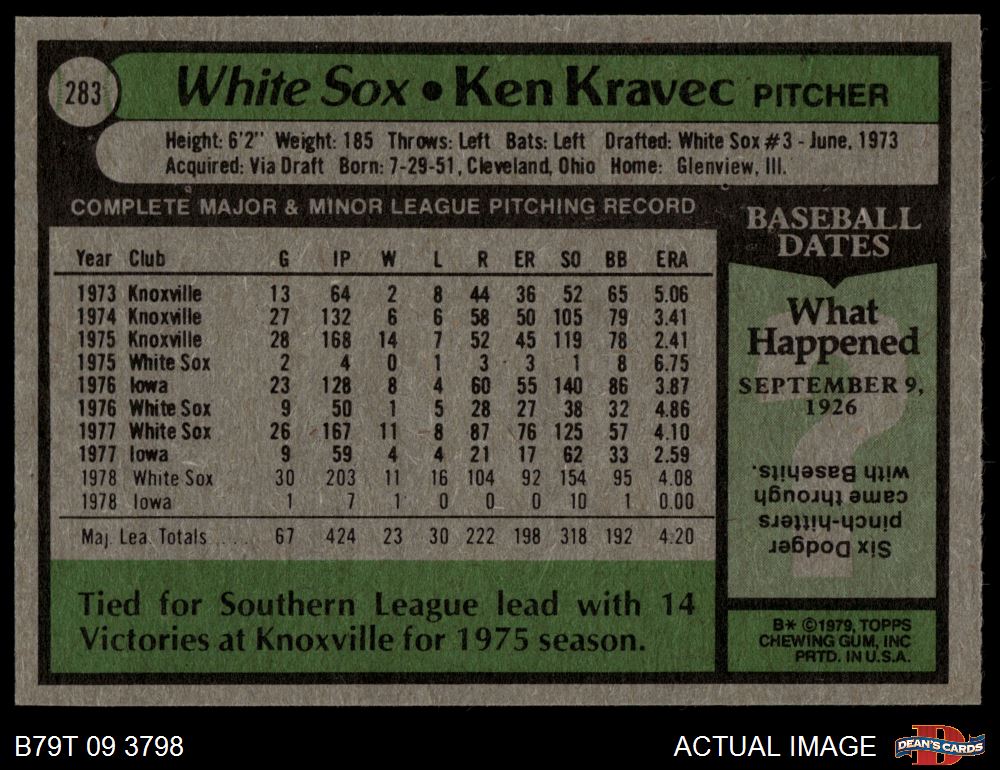 283
White Sox • Ken Kravec PITCHER
Height: 6'2" Weight: 185 Throws: Left Bats: Left Drafted: White Sox #3 - June, 1973
Acquired: Via Draft Born: 7-29-51, Cleveland, Ohio Home: Glenview, Ill.
COMPLETE MAJOR & MINOR LEAGUE PITCHING RECORD
Year Club G IP W L R ER SO BB ERA
1973 Knoxville 13 64 2 8 44 36 52 65 5.06
1974 Knoxville 27 132 6 6 58 50 105 79 3.41
1975 Knoxville 28 168 14 7 52 45 119 78 2.41
1975 White Sox 2 4 0 1 3 3 1 8 6.75
1976 Iowa 23 128 8 4 60 55 140 86 3.87
1976 White Sox 9 50 1 5 28 27 38 32 4.86
1977 White Sox 26 167 11 8 87 76 125 57 4.10
1977 Iowa 9 59 4 4 21 17 62 33 2.59
1978 White Sox 30 203 11 16 104 92 154 95 4.08
1978 Iowa 1 7 1 0 0 0 10 1 0.00
Maj. Lea. Totals ..... 67 424 23 30 222 198 318 192 4.20
Tied for Southern League lead with 14
Victories at Knoxville for 1975 season.
BASEBALL
DATES
What
Happened
SEPTEMBER 9,
1926
?
Six Dodger
pinch-hitters
came through
with Basehits.
B* ©1979, TOPPS
CHEWING GUM, INC
PRTD. IN U.S.A.
B79T 09 3798
ACTUAL IMAGE
D
DEAN'S CARDS